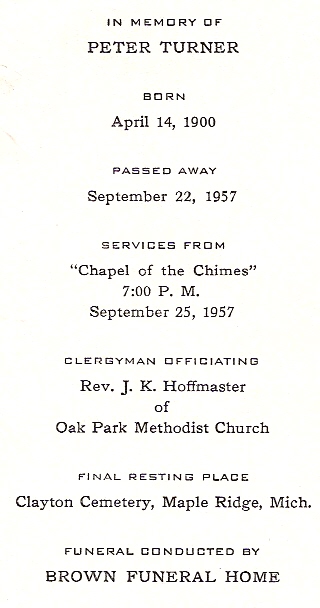 IN MEMORY OF
PETER TURNER
BORN
April 14, 1900
PASSED AWAY
September 22, 1957
SERVICES FROM
“Chapel of the Chimes”
7:00 P. M.
September 25, 1957
CLERGYMAN OFFICIATING
Rev. J. K. Hoffmaster
of
Oak Park Methodist Church
FINAL RESTING PLACE
Clayton Cemetery, Maple Ridge, Mich.
FUNERAL CONDUCTED BY
BROWN FUNERAL HOME